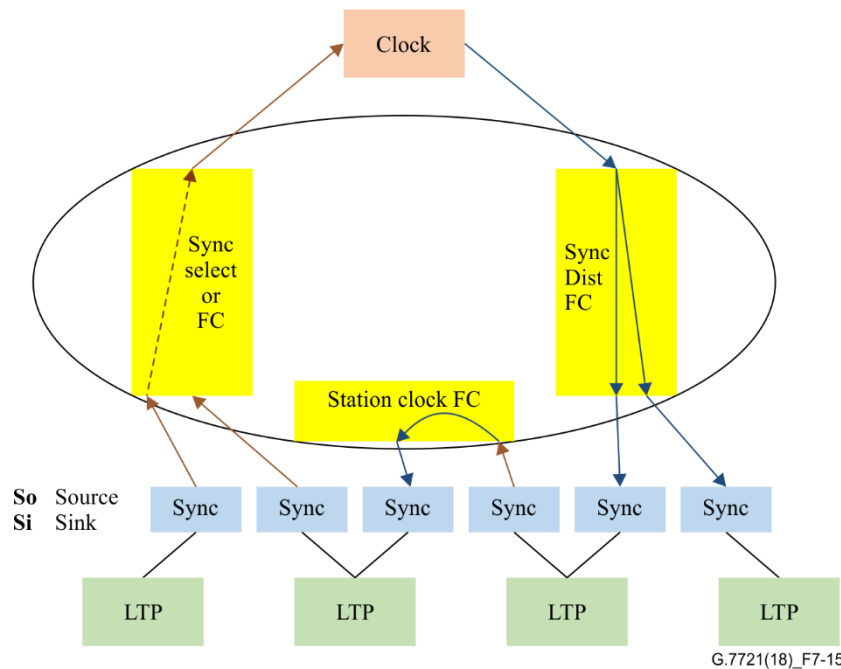 Clock
Sync
select
or
FC
Sync
Dist
FC
Station clock FC
So Source
Si Sink
Sync
Sync
Sync
Sync
Sync
Sync
LTP
LTP
LTP
LTP
G.7721(18)_F7-15